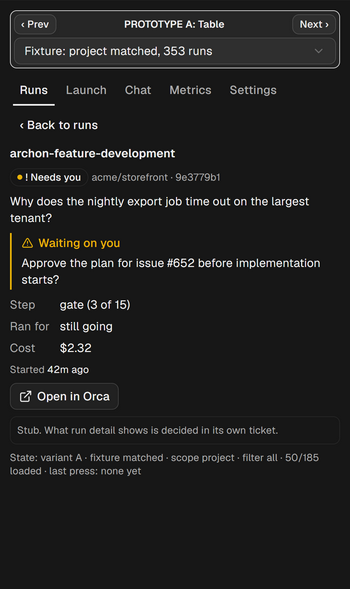 ‹ Prev
PROTOTYPE A: Table
Next ›
Fixture: project matched, 353 runs
Runs
Launch
Chat
Metrics
Settings
‹ Back to runs
archon-feature-development
! Needs you
acme/storefront · 9e3779b1
Why does the nightly export job time out on the largest
tenant?
Waiting on you
Approve the plan for issue #652 before implementation
starts?
Step gate (3 of 15)
Ran for still going
Cost $2.32
Started 42m ago
Open in Orca
Stub. What run detail shows is decided in its own ticket.
State: variant A · fixture matched · scope project · filter all · 50/185
loaded · last press: none yet